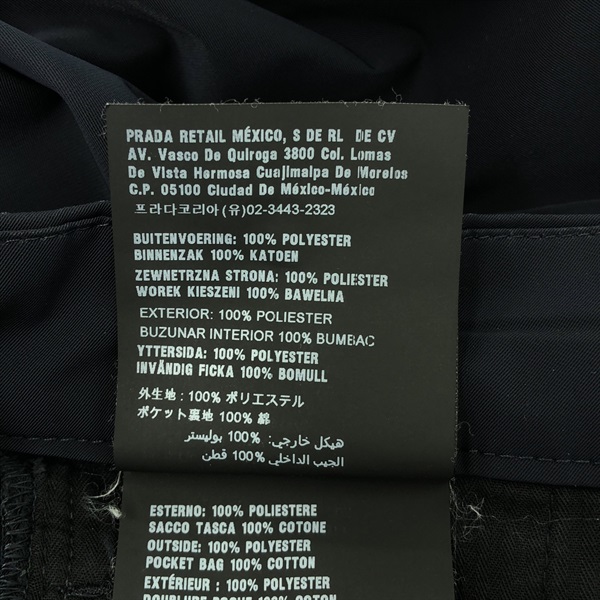 PRADA RETAIL MÉXICO, S DE RL DE CV
AV. Vasco De Quiroga 3800 Col. Lomas
De Vista Hermosa Cuajimalpa De Morelos
C.P. 05100 Ciudad De México-México
프라다코리아(유)02-3443-2323
BUITENVOERING: 100% POLYESTER
BINNENZAK 100% KATOEN
ZEWNETRZNA STRONA: 100% POLIESTER
WOREK KIESZENI 100% BAWELNA
EXTERIOR: 100% POLIESTER
BUZUNAR INTERIOR 100% BUMBAC
YTTERSIDA: 100% POLYESTER
INVÄNDIG FICKA 100% BOMULL
外生地:100% ポリエステル
ポケット裏地 100% 綿
هيكل خارجي: 100% بوليستر
الجيب الداخلي 100% قطن
ESTERNO: 100% POLIESTERE
SACCO TASCA 100% COTONE
OUTSIDE: 100% POLYESTER
POCKET BAG 100% COTTON
EXTÉRIEUR : 100% POLYESTER
DOUBLURE POCHE 100% COTON